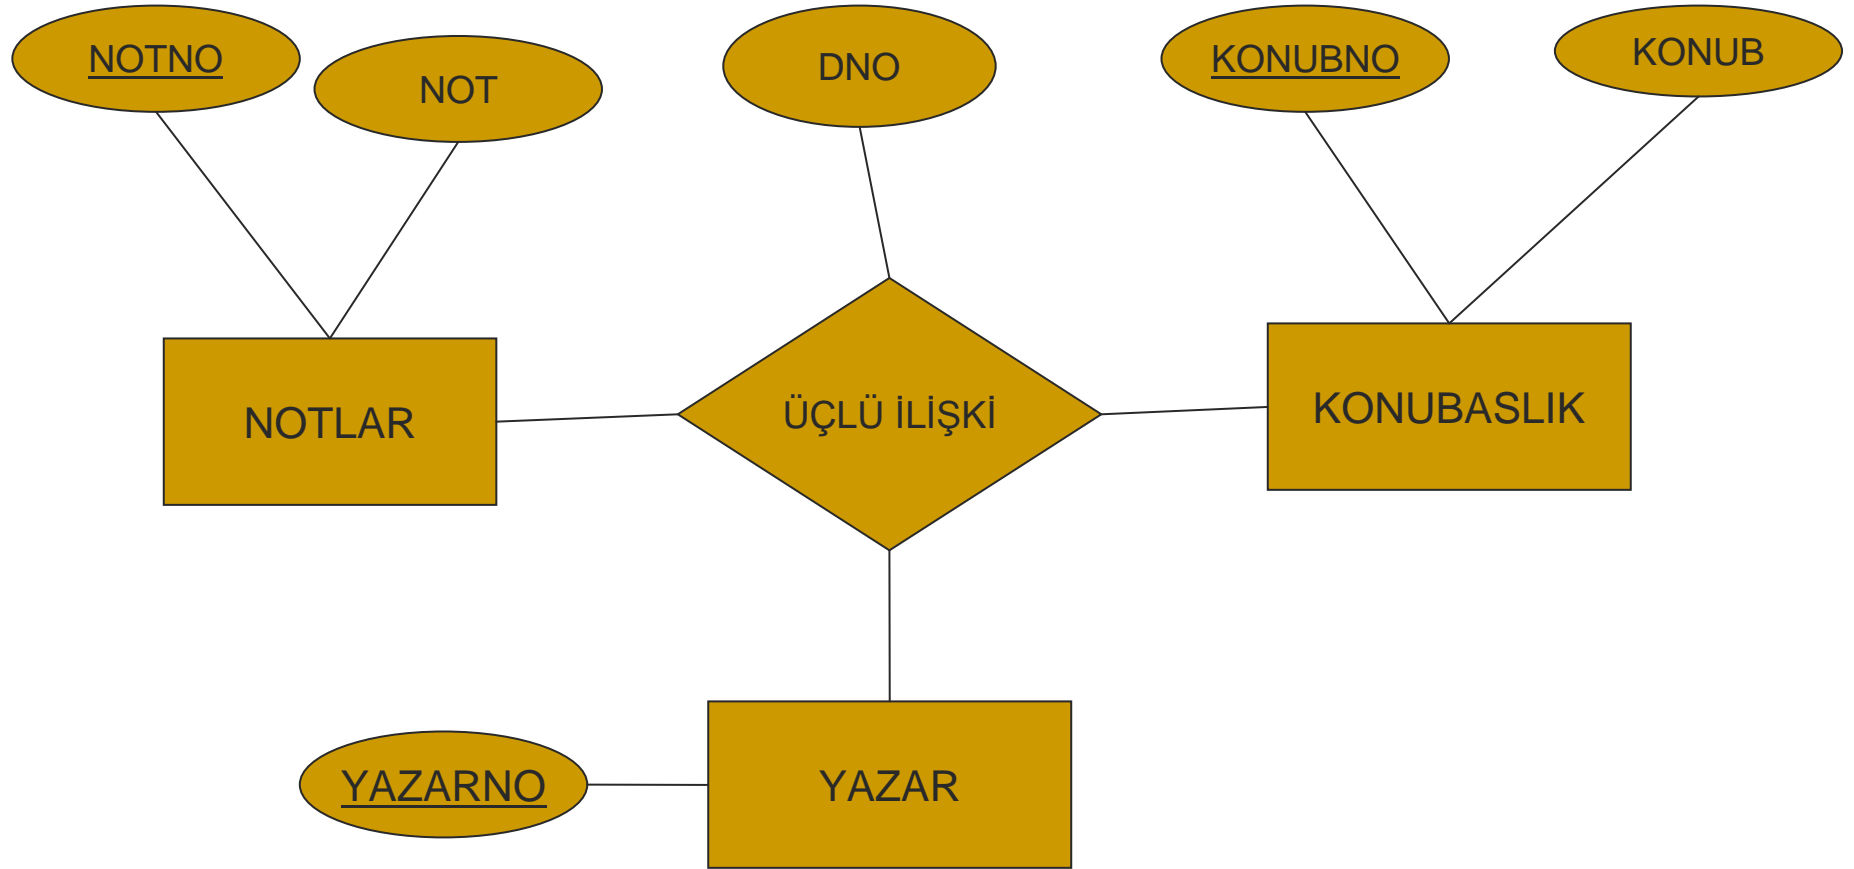 NOTNO
NOT
DNO
KONUBNO
KONUB
NOTLAR
ÜÇLÜ İLİŞKİ
KONUBASLIK
YAZARNO
YAZAR